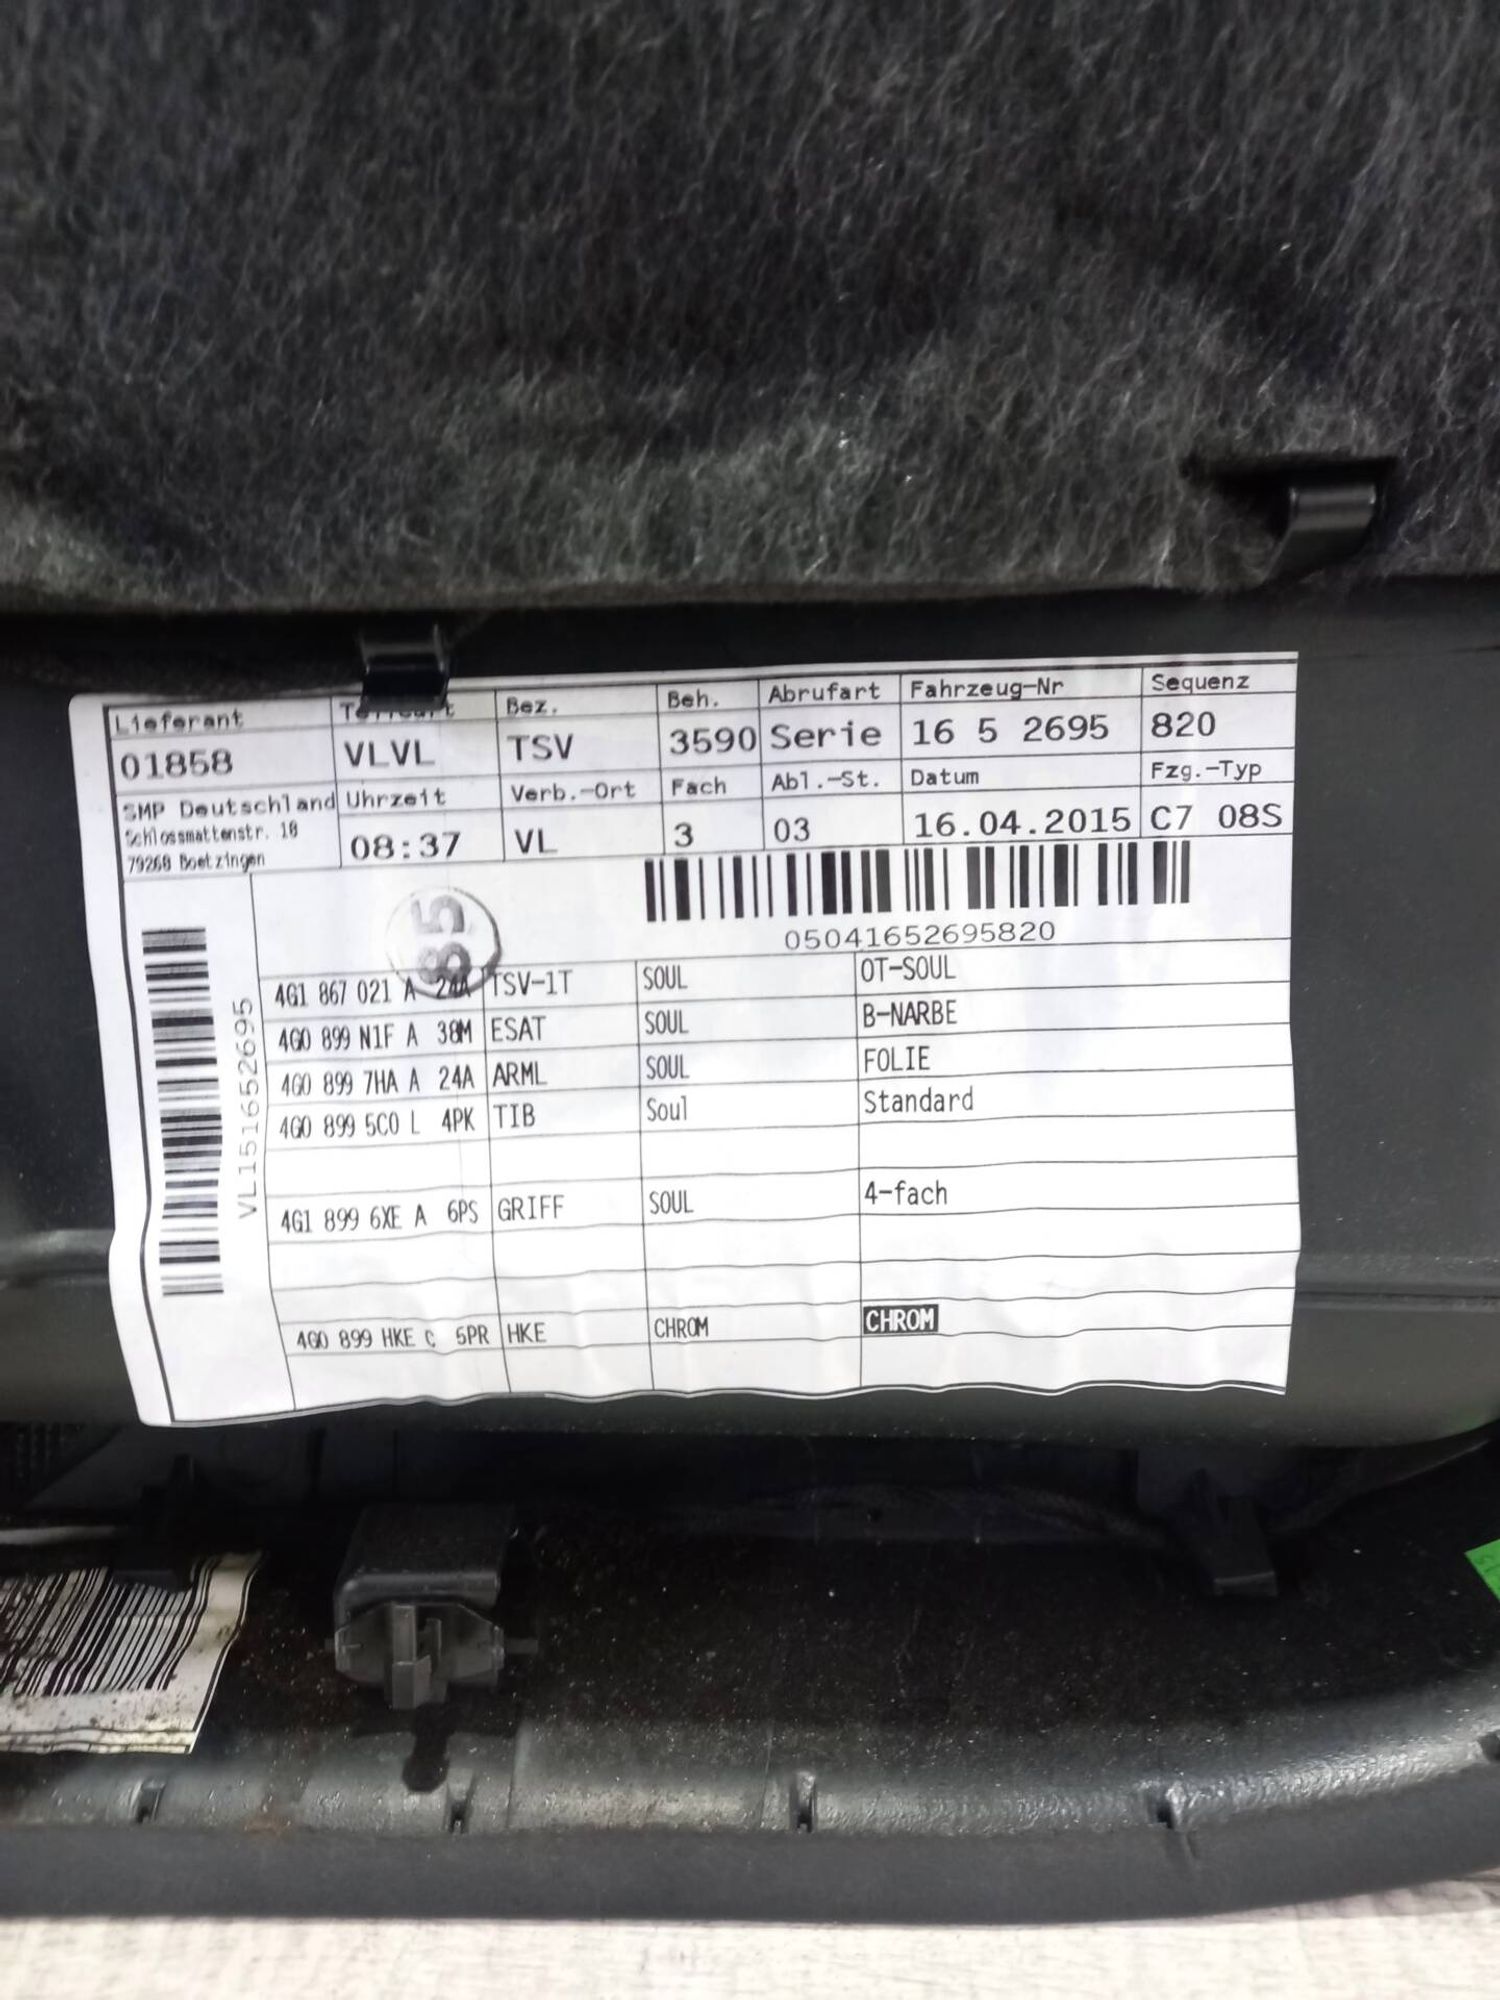 Lieferant Teileart Bez. Beh. Abrufart Fahrzeug-Nr Sequenz
01858 VLVL TSV 3590 Serie 16 5 2695 820
SMP Deutschland Uhrzeit Verb.-Ort Fach Abl.-St. Datum Fzg.-Typ
Schlossmattenstr. 18
79268 Boetzingen 08:37 VL 3 03 16.04.2015 C7 08S
85
05041652695820
VL151652695
4G1 867 021 A 24A TSV-1T SOUL OT-SOUL
4G0 899 N1F A 38M ESAT SOUL B-NARBE
4G0 899 7HA A 24A ARML SOUL FOLIE
4G0 899 5C0 L 4PK TIB Soul Standard
4G1 899 6XE A 6PS GRIFF SOUL 4-fach
4G0 899 HKE C 5PR HKE CHROM CHROM